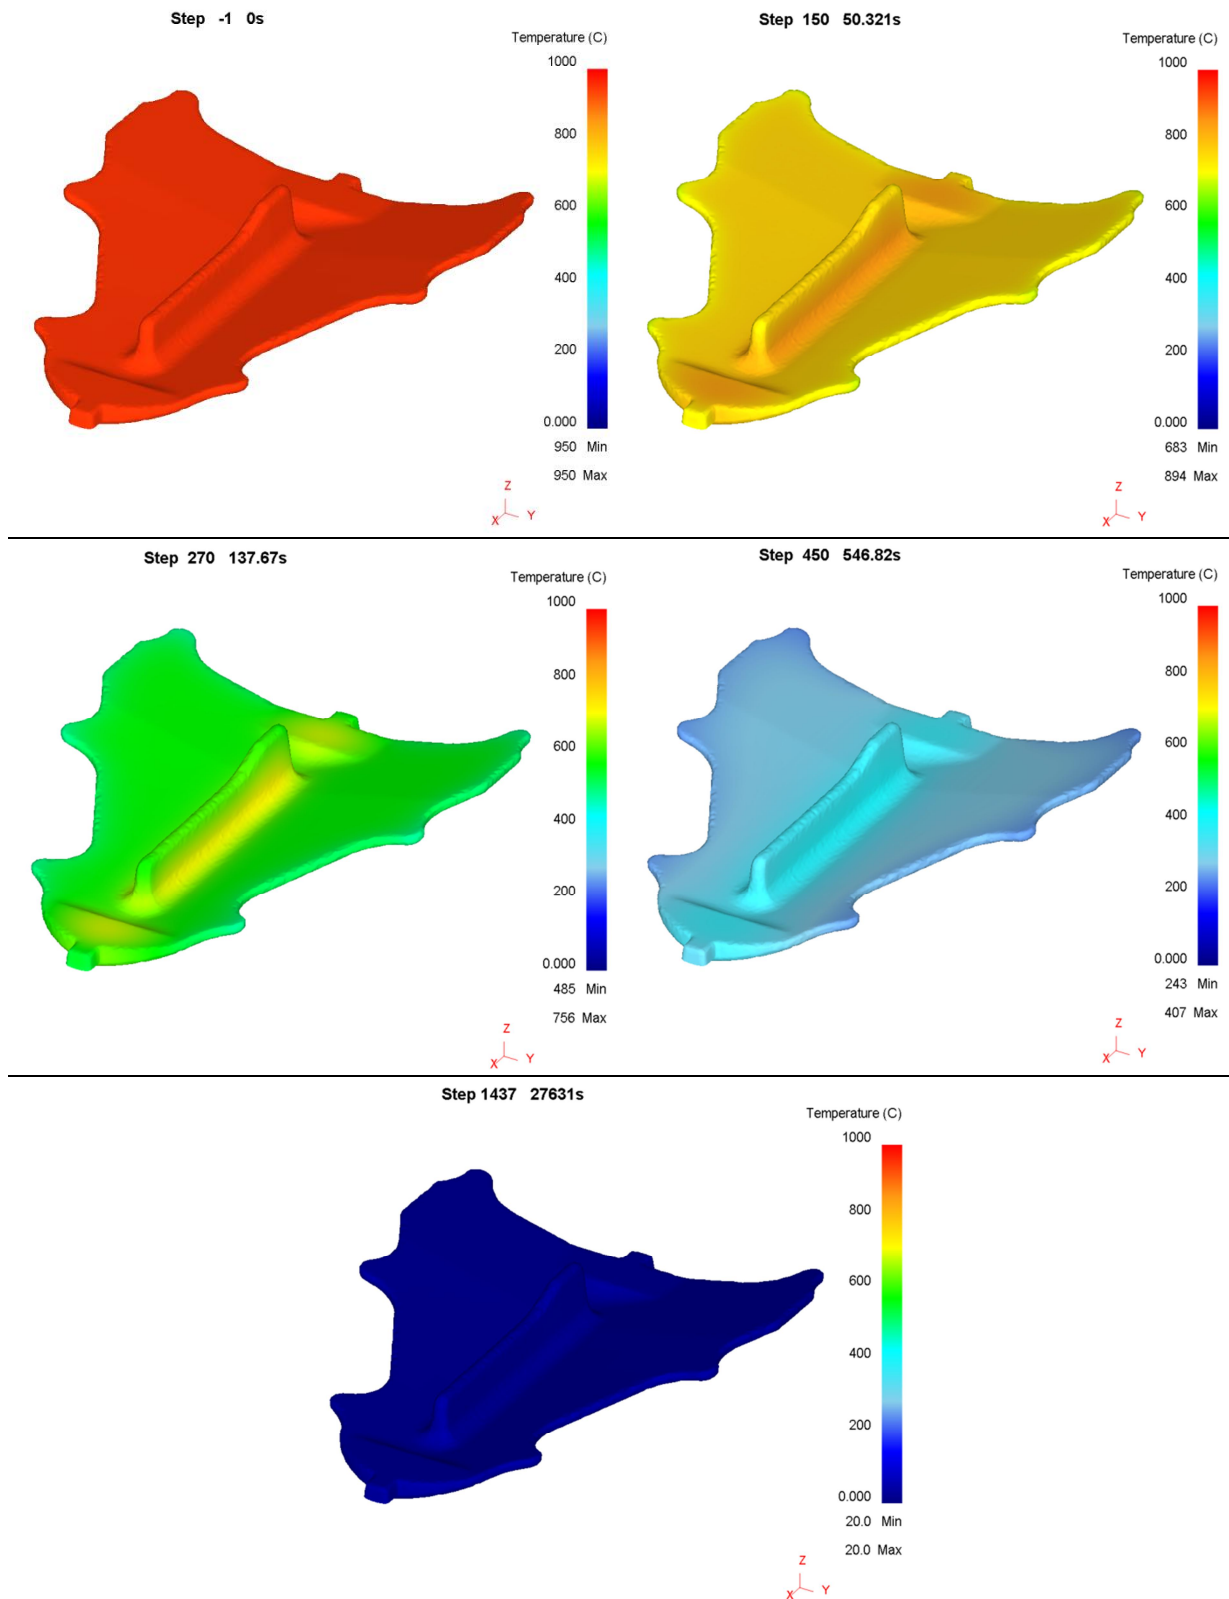 Step -1 0s
Temperature (C)
1000
800
600
400
200
0.000
950 Min
950 Max
Z
X Y
Step 150 50.321s
Temperature (C)
1000
800
600
400
200
0.000
683 Min
894 Max
Z
X Y
Step 270 137.67s
Temperature (C)
1000
800
600
400
200
0.000
485 Min
756 Max
Z
X Y
Step 450 546.82s
Temperature (C)
1000
800
600
400
200
0.000
243 Min
407 Max
Z
X Y
Step 1437 27631s
Temperature (C)
1000
800
600
400
200
0.000
20.0 Min
20.0 Max
Z
X Y